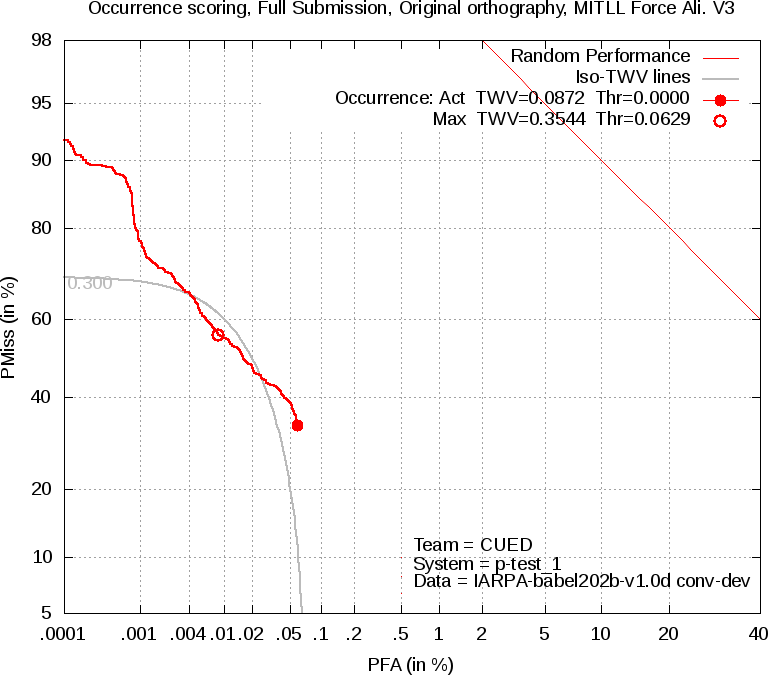 Occurrence scoring, Full Submission, Original orthography, MITLL Force Ali. V3
98
Random Performance
Iso-TWV lines
95
Occurrence: Act TWV=0.0872 Thr=0.0000
Max TWV=0.3544 Thr=0.0629
90
80
0.300
60
PMiss (in %)
40
20
Team = CUED
10
System = p-test_1
Data = IARPA-babel202b-v1.0d conv-dev
5
.0001 .001 .004 .01 .02 .05 .1 .2 .5 1 2 5 10 20 40
PFA (in %)